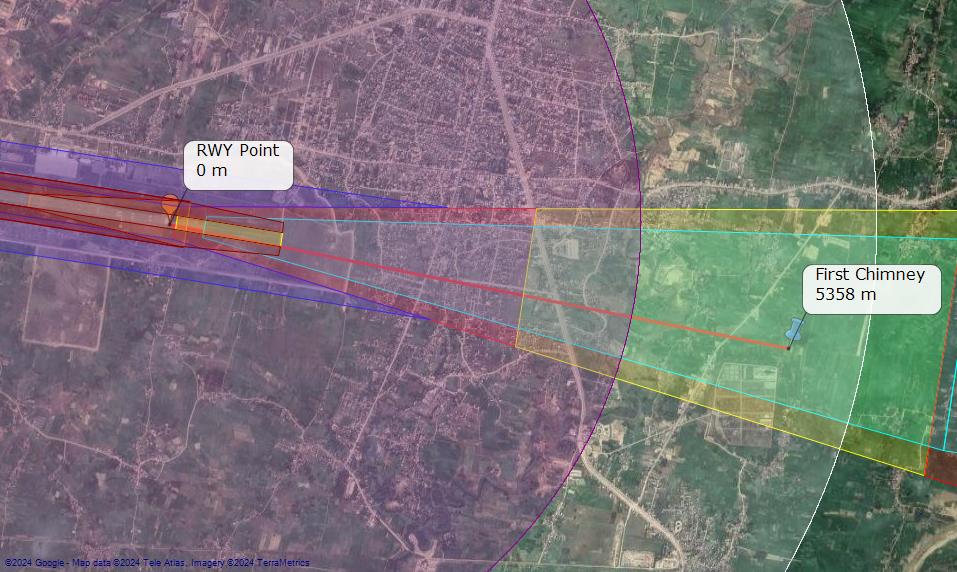 RWY Point
0 m
First Chimney
5358 m
©2024 Google - Map data ©2024 Tele Atlas, Imagery ©2024 TerraMetrics